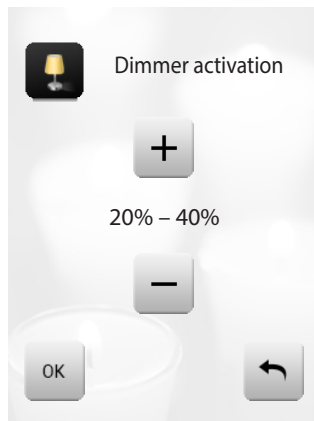 Dimmer activation
+
20% – 40%
–
OK